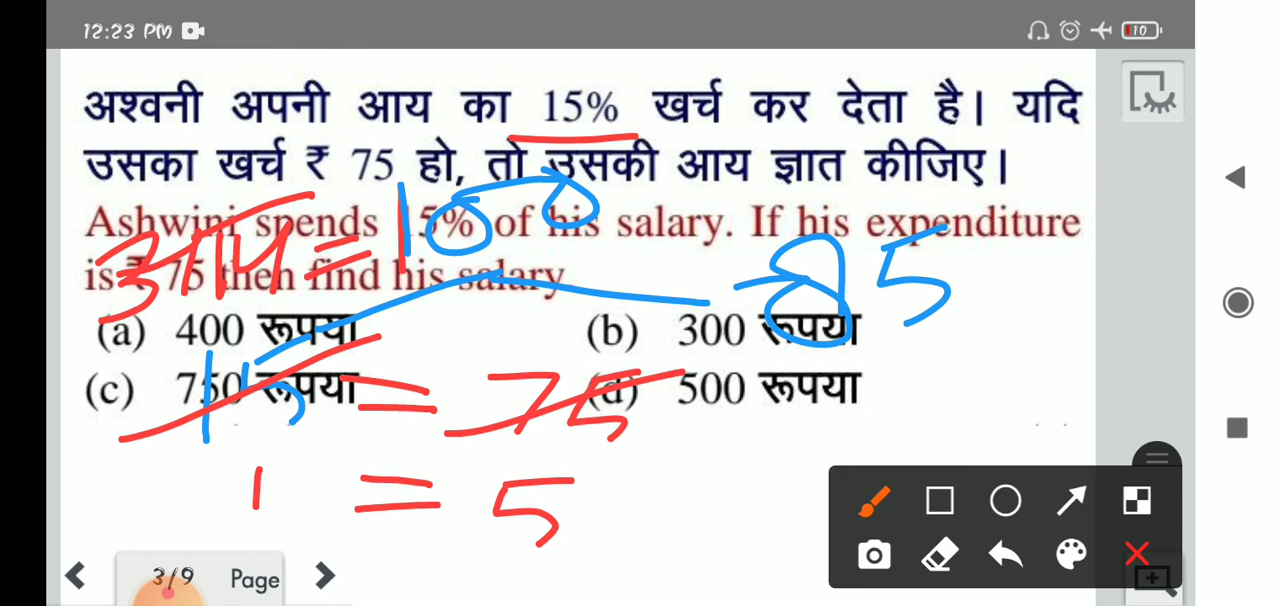 12:23 PM 10
अश्वनी अपनी आय का 15% खर्च कर देता है। यदि
उसका खर्च ₹ 75 हो, तो उसकी आय ज्ञात कीजिए।
Ashwini spends 15% of his salary. If his expenditure
is ₹ 75 then find his salary.
आय = 100
85
(a) 400 रूपया (b) 300 रूपया
(c) 750 रूपया (d) 500 रूपया
15 = 75
1 = 5
3/9 Page